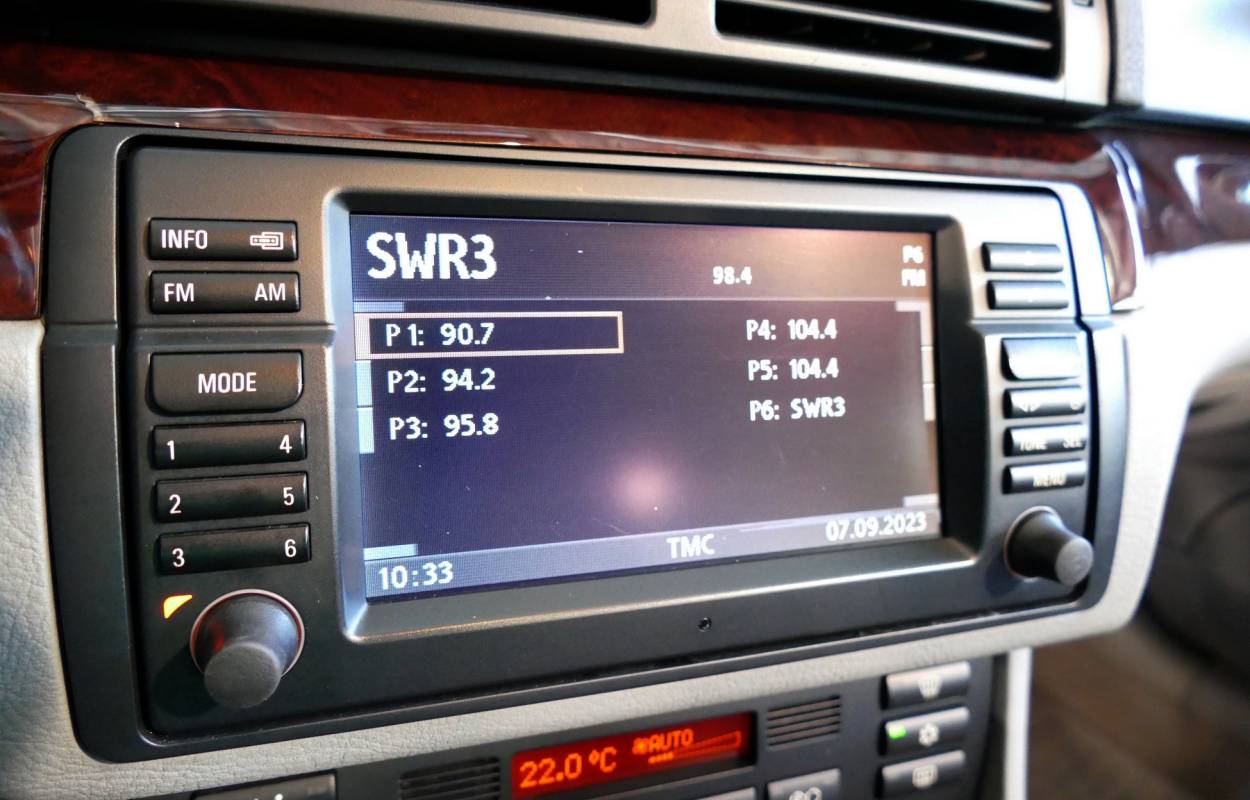 INFO
FM AM
MODE
1 4
2 5
3 6
SWR3
98.4
P6
FM
P1: 90.7
P2: 94.2
P3: 95.8
P4: 104.4
P5: 104.4
P6: SWR3
TMC
10:33
07.09.2023
TONE SEL
MENU
22.0 °C AUTO